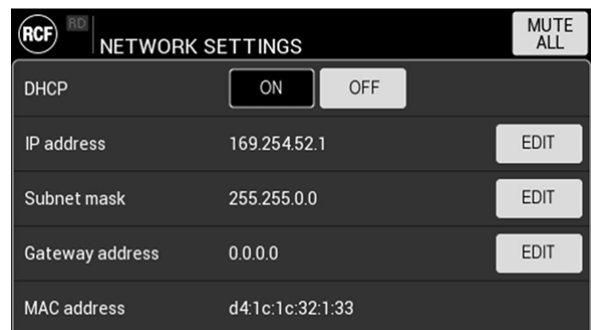 RCF RD NETWORK SETTINGS MUTE ALL
DHCP ON OFF
IP address 169.254.52.1 EDIT
Subnet mask 255.255.0.0 EDIT
Gateway address 0.0.0.0 EDIT
MAC address d4:1c:1c:32:1:33